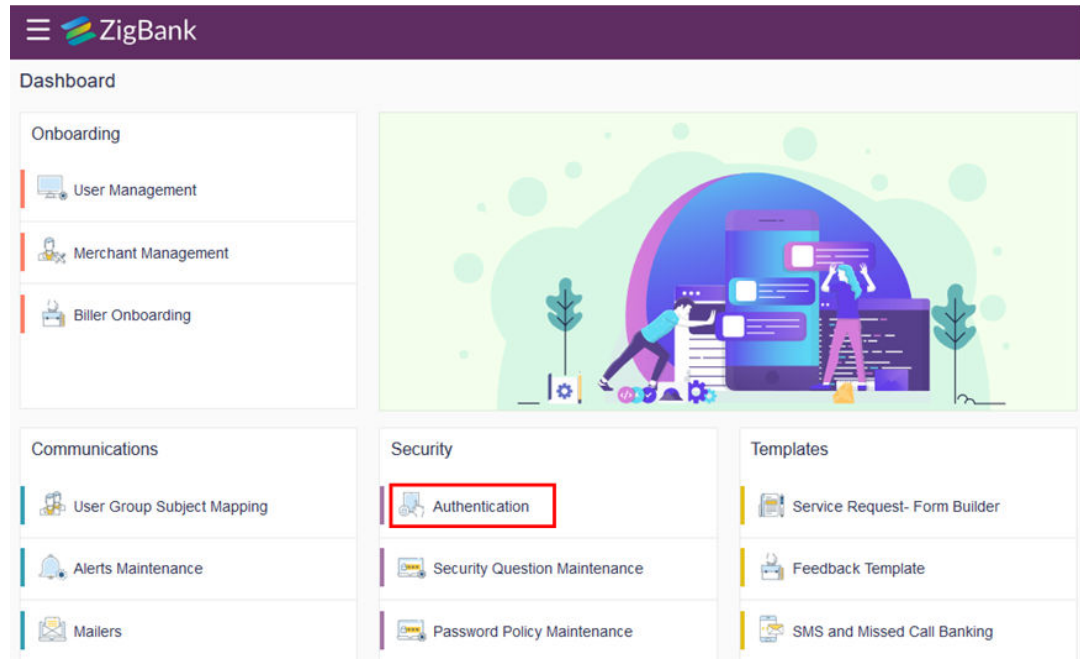 ZigBank
Dashboard
Onboarding
User Management
Merchant Management
Biller Onboarding
Communications
User Group Subject Mapping
Alerts Maintenance
Mailers
Security
Authentication
Security Question Maintenance
Password Policy Maintenance
Templates
Service Request- Form Builder
Feedback Template
SMS and Missed Call Banking